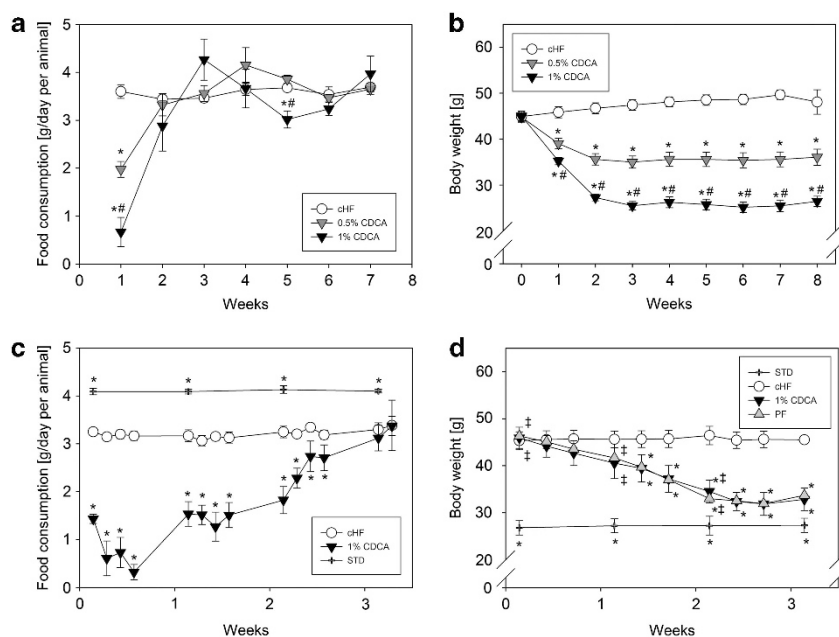 a
Food consumption [g/day per animal]
5
4
3
2
1
0
*
*#
*#
cHF
0.5% CDCA
1% CDCA
0 1 2 3 4 5 6 7 8
Weeks
b
Body weight [g]
60
50
40
30
20
0
cHF
0.5% CDCA
1% CDCA
* * * * * * * *
*# *# *# *# *# *# *# *#
0 1 2 3 4 5 6 7 8
Weeks
c
Food consumption [g/day per animal]
5
4
3
2
1
0
* * * *
* * * * * * * * * * * *
cHF
1% CDCA
STD
0 1 2 3
Weeks
d
Body weight [g]
60
50
40
30
20
0
STD
cHF
1% CDCA
PF
‡ ‡ * *‡ * * *
‡ ‡ * * *‡ * * *
* * * *
0 1 2 3
Weeks